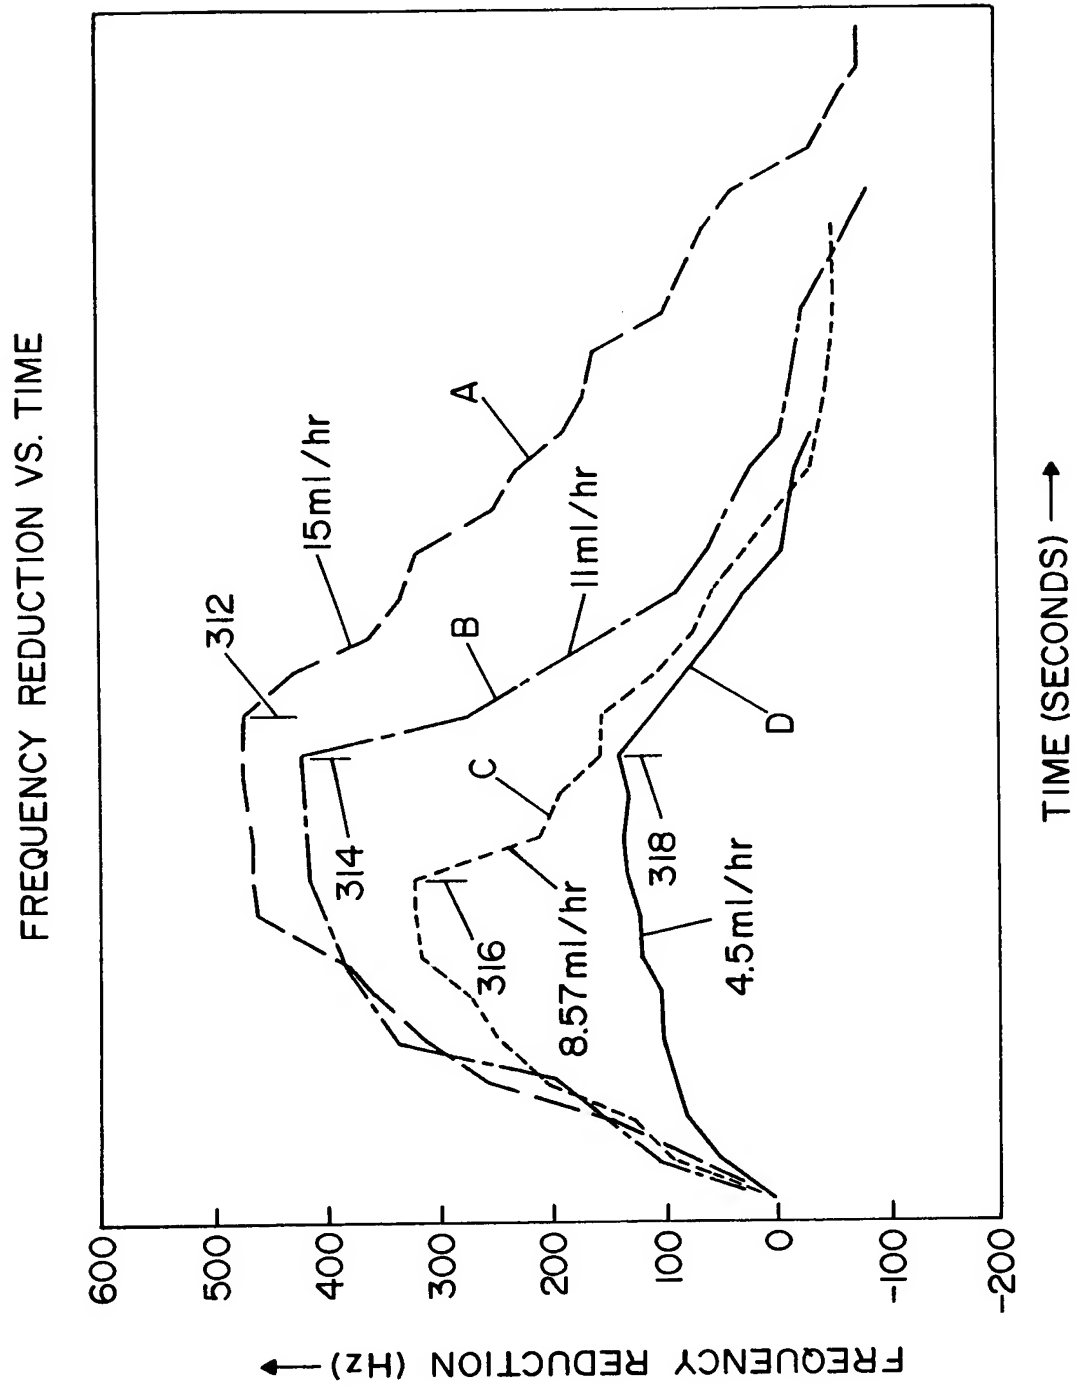 FREQUENCY REDUCTION VS. TIME
FREQUENCY REDUCTION (Hz)
600
500
400
300
200
100
0
-100
-200
TIME (SECONDS)
312
15ml/hr
A
314
B
11ml/hr
316
C
8.57ml/hr
318
D
4.5ml/hr